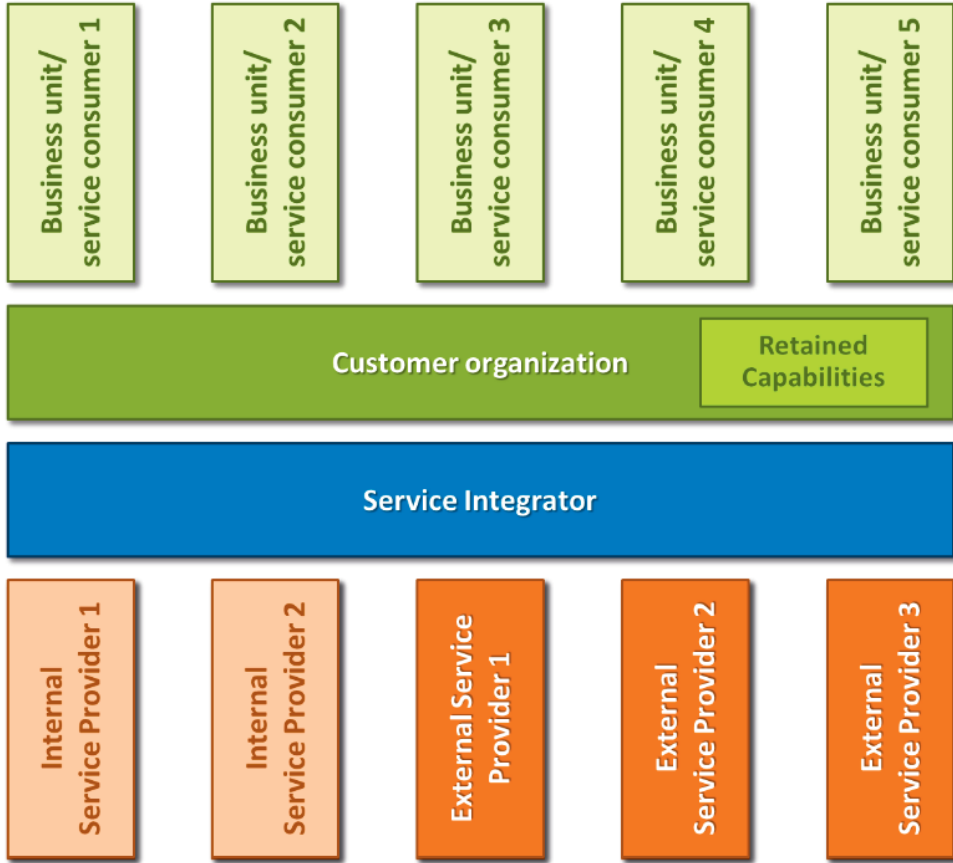 Business unit/
service consumer 1
Business unit/
service consumer 2
Business unit/
service consumer 3
Business unit/
service consumer 4
Business unit/
service consumer 5
Customer organization
Retained
Capabilities
Service Integrator
Internal
Service Provider 1
Internal
Service Provider 2
External Service
Provider 1
External
Service Provider 2
External
Service Provider 3